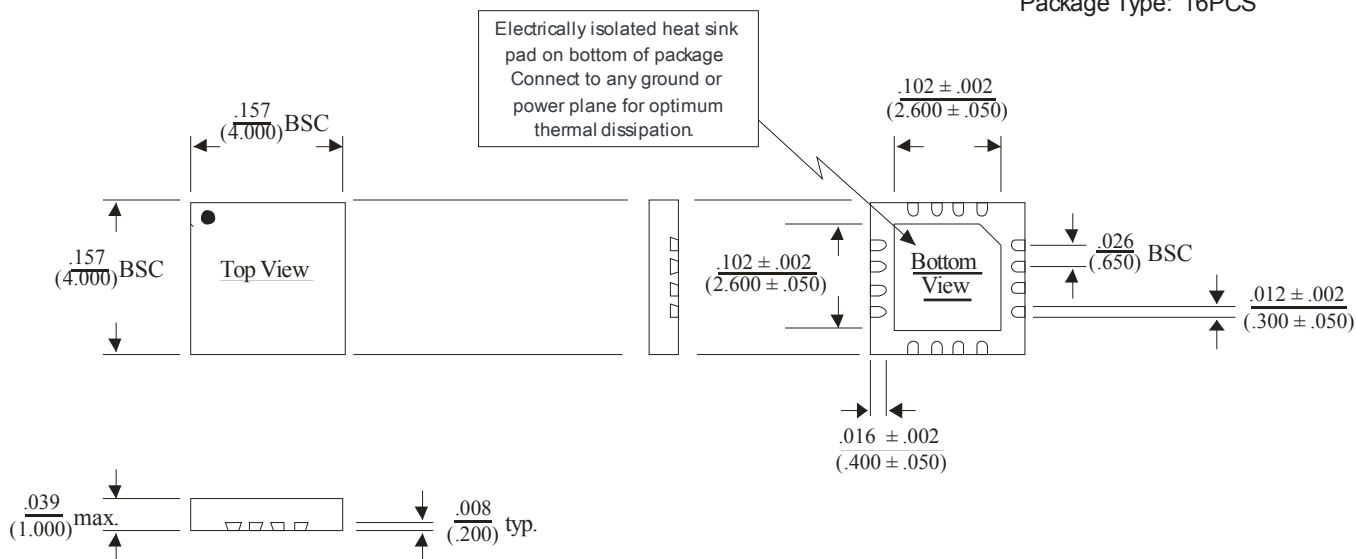 Package Type: 16PCS
Electrically isolated heat sink
pad on bottom of package
Connect to any ground or
power plane for optimum
thermal dissipation.
.157
(4.000) BSC
.102 ± .002
(2.600 ± .050)
.157
(4.000) BSC
Top View
.102 ± .002
(2.600 ± .050)
Bottom
View
.026
(.650) BSC
.012 ± .002
(.300 ± .050)
.016 ± .002
(.400 ± .050)
.039
(1.000) max.
.008
(.200) typ.